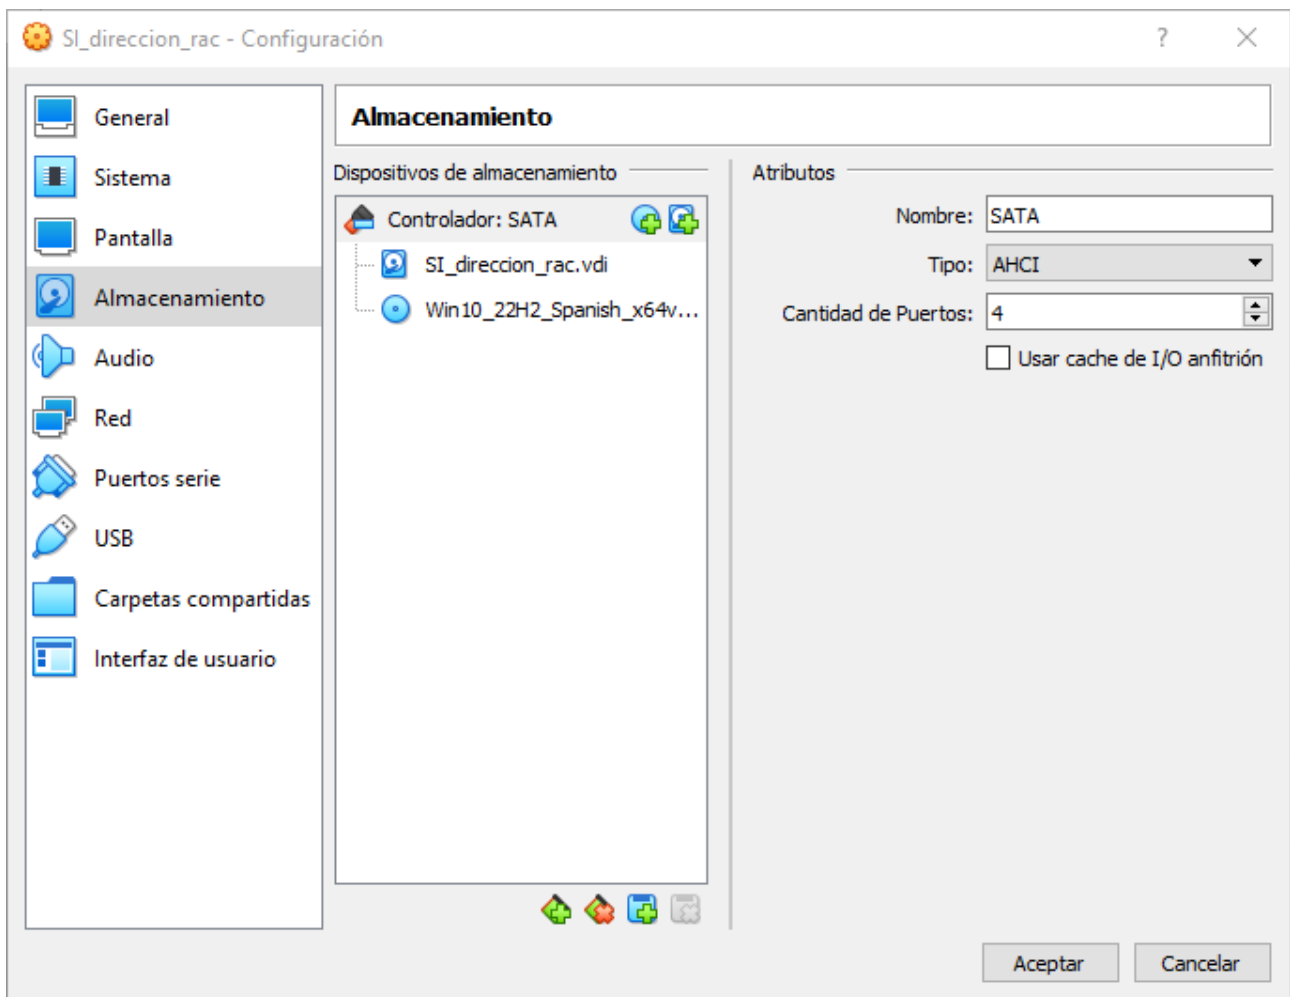 SI_direccion_rac - Configuración
?
General
Sistema
Pantalla
Almacenamiento
Audio
Red
Puertos serie
USB
Carpetas compartidas
Interfaz de usuario
Almacenamiento
Dispositivos de almacenamiento
Controlador: SATA
SI_direccion_rac.vdi
Win10_22H2_Spanish_x64v...
Atributos
Nombre: SATA
Tipo: AHCI
Cantidad de Puertos: 4
Usar cache de I/O anfitrión
Aceptar
Cancelar